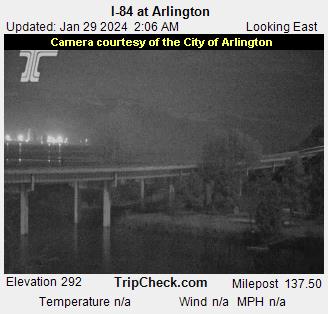 I-84 at Arlington
Updated: Jan 29 2024 2:06 AM Looking East
Camera courtesy of the City of Arlington
Elevation 292 TripCheck.com Milepost 137.50
Temperature n/a Wind n/a MPH n/a